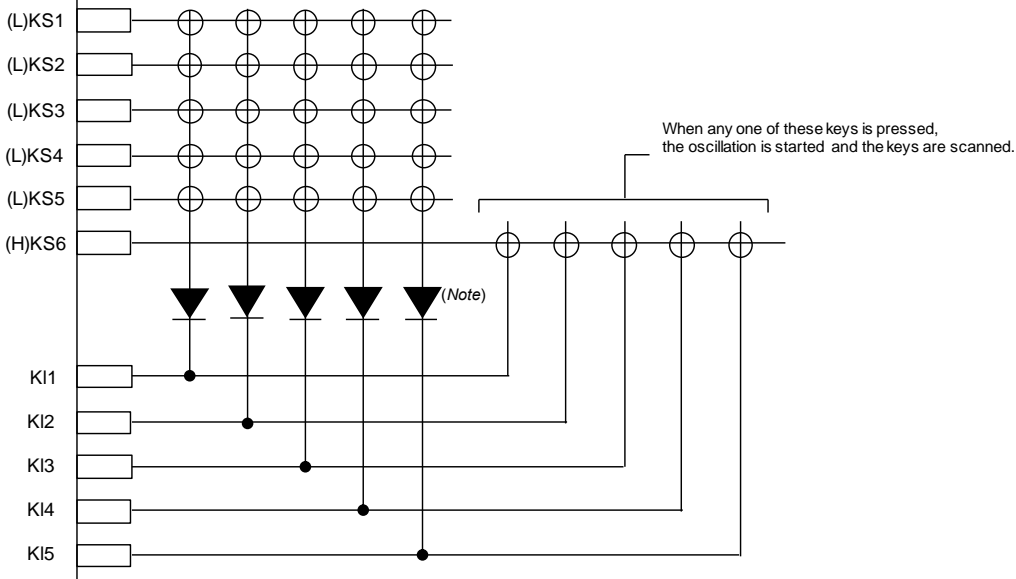 (L)KS1
(L)KS2
(L)KS3
(L)KS4
(L)KS5
(H)KS6
When any one of these keys is pressed,
the oscillation is started and the keys are scanned.
(Note)
KI1
KI2
KI3
KI4
KI5